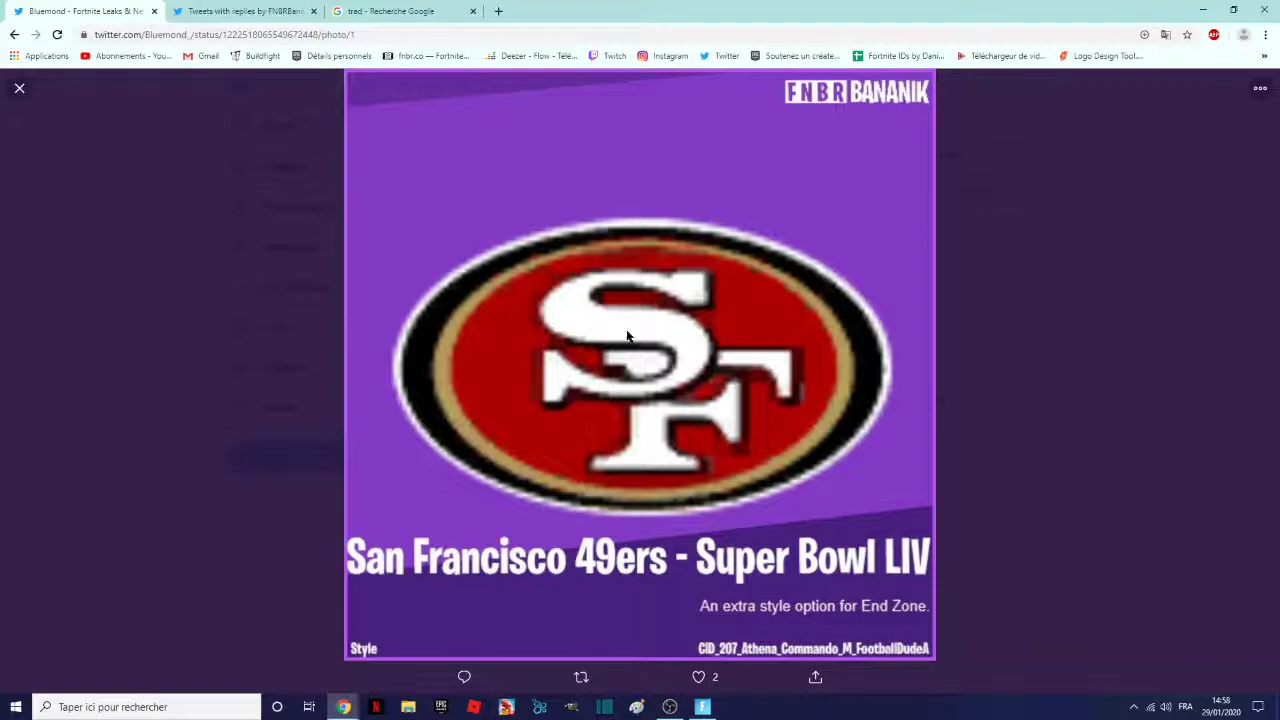 Bluemond - Fortnite Leaks & Ne
Tweets with replies by FNBRBana
trad - Recherche Google
twitter.com/Bluemond_/status/1222518065549672448/photo/1
Applications
Abonnements - You...
Gmail
Buildfight
Détails personnels
fnbr.co — Fortnite...
Deezer - Flow - Télé...
Twitch
Instagram
Twitter
Soutenez un créate...
Fortnite IDs by Dani...
Téléchargeur de vid...
Logo Design Tool...
FNBR BANANIK
SF
San Francisco 49ers - Super Bowl LIV
An extra style option for End Zone.
Style
CID_207_Athena_Commando_M_FootballDudeA
2
Taper ici pour rechercher
EPIC
FRA
14:58
29/01/2020